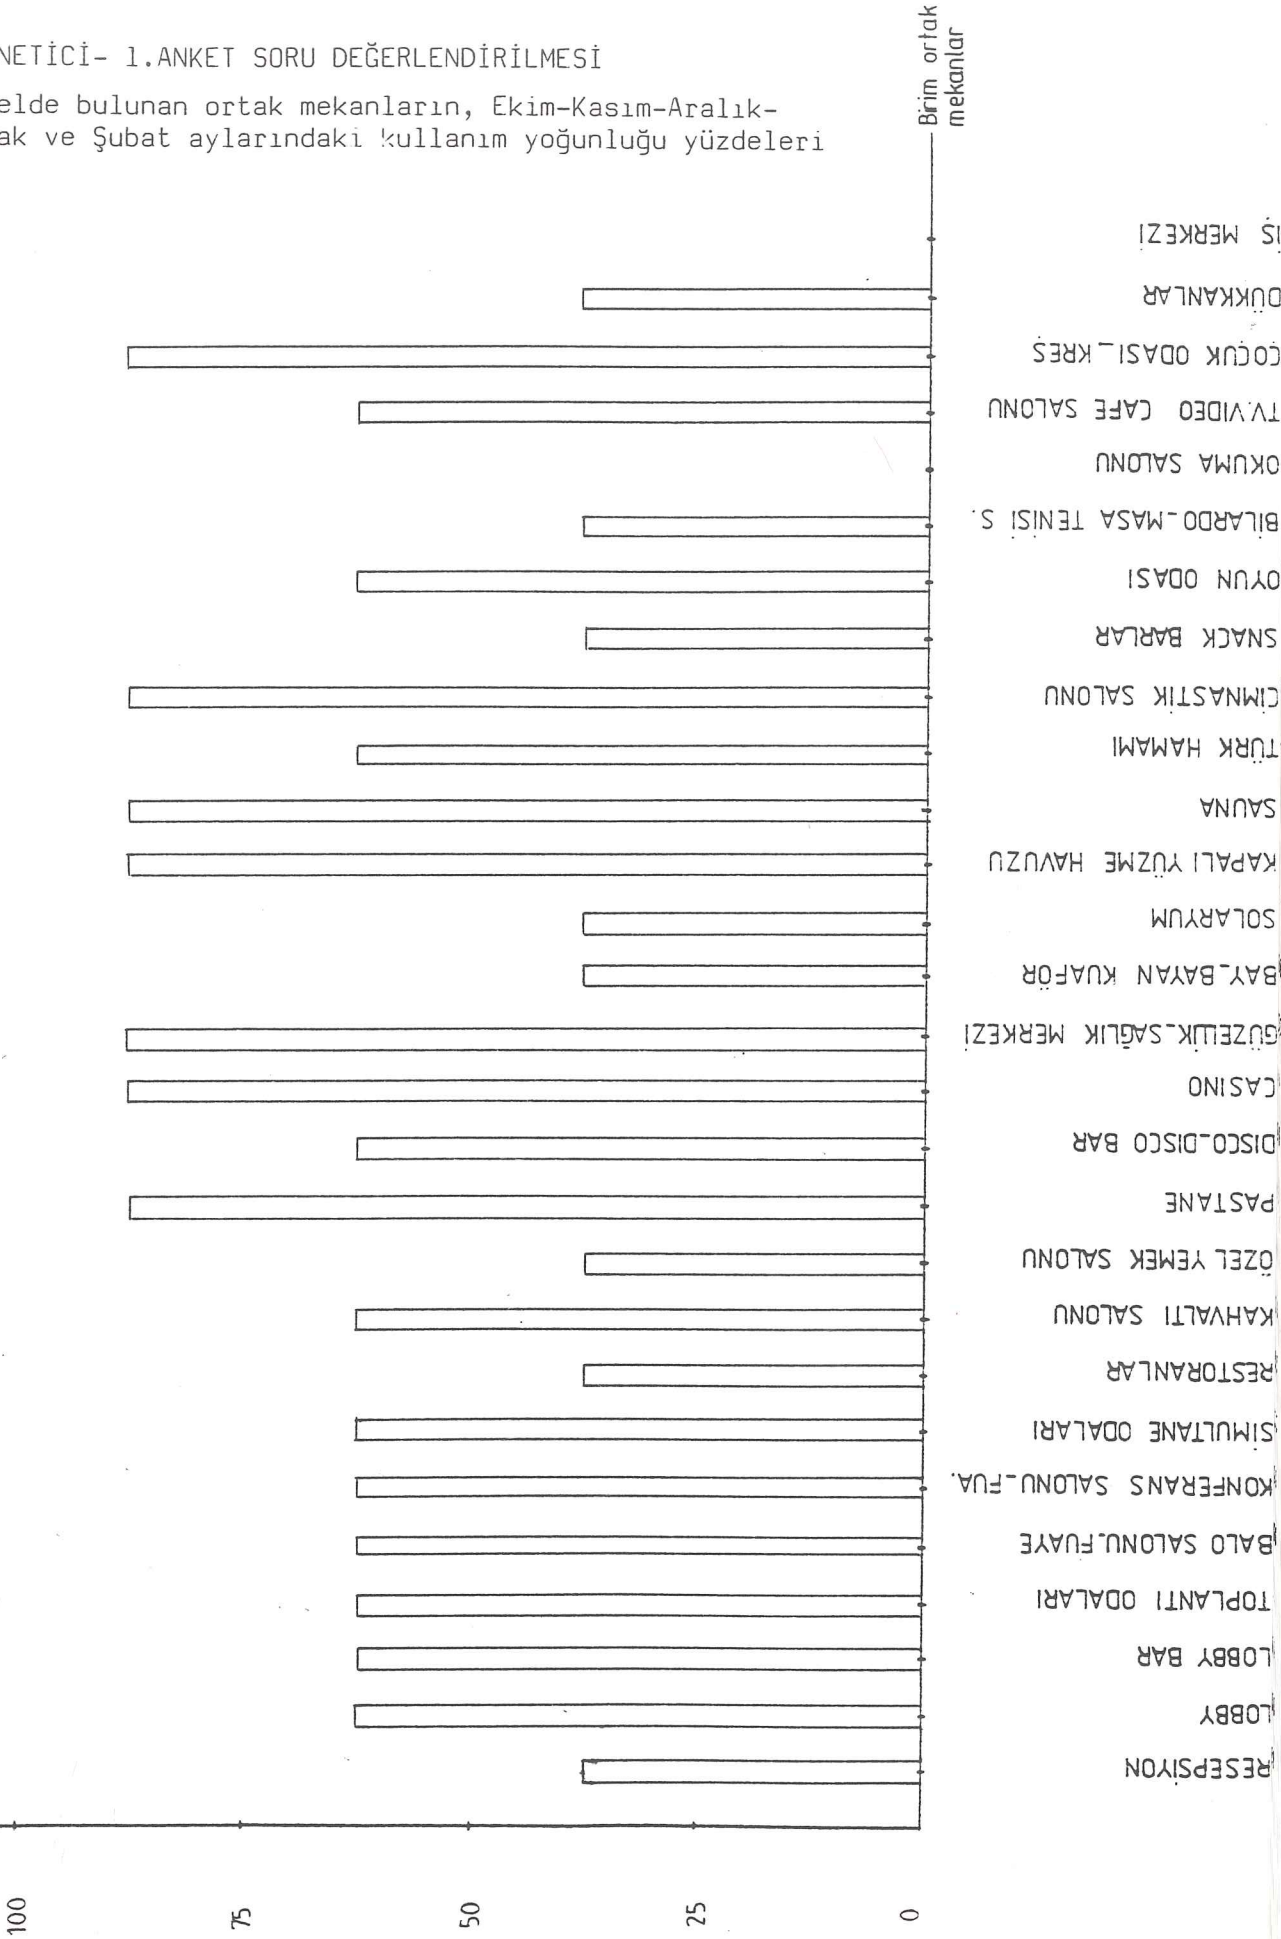 NETİCİ- 1.ANKET SORU DEĞERLENDİRİLMESİ
elde bulunan ortak mekanların, Ekim-Kasım-Aralık-
ak ve Şubat aylarındaki kullanım yoğunluğu yüzdeleri
Birim ortak
mekanlar
İŞ MERKEZİ
DÜKKANLAR
ÇOÇUK ODASI_KREŞ
TV.VIDEO CAFE SALONU
OKUMA SALONU
BİLARDO_MASA TENİSİ S.
OYUN ODASI
SNACK BARLAR
CİMNASTİK SALONU
TÜRK HAMAMI
SAUNA
KAPALI YÜZME HAVUZU
SOLARYUM
BAY_BAYAN KUAFÖR
GÜZELLİK_SAĞLIK MERKEZİ
CASINO
DISCO_DISCO BAR
PASTANE
ÖZEL YEMEK SALONU
KAHVALTI SALONU
RESTORANLAR
SİMULTANE ODALARI
KONFERANS SALONU_FUA.
BALO SALONU_FUAYE
TOPLANTI ODALARI
LOBBY BAR
LOBBY
RESEPSİYON
100
75
50
25
0